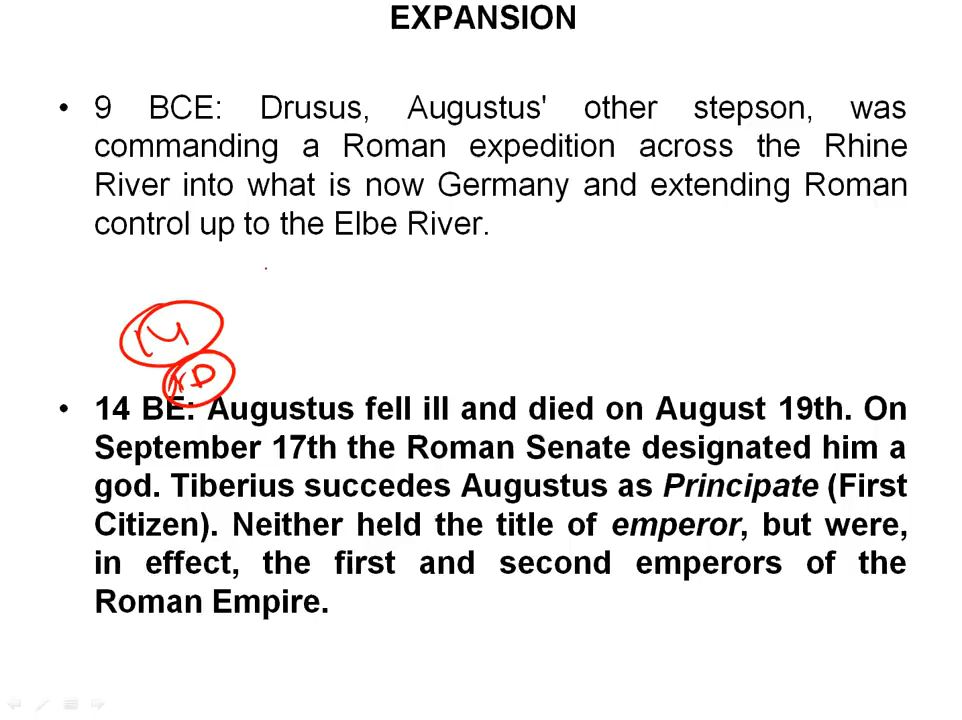 EXPANSION
• 9 BCE: Drusus, Augustus' other stepson, was
commanding a Roman expedition across the Rhine
River into what is now Germany and extending Roman
control up to the Elbe River.
14
D
• 14 BE: Augustus fell ill and died on August 19th. On
September 17th the Roman Senate designated him a
god. Tiberius succedes Augustus as Principate (First
Citizen). Neither held the title of emperor, but were,
in effect, the first and second emperors of the
Roman Empire.